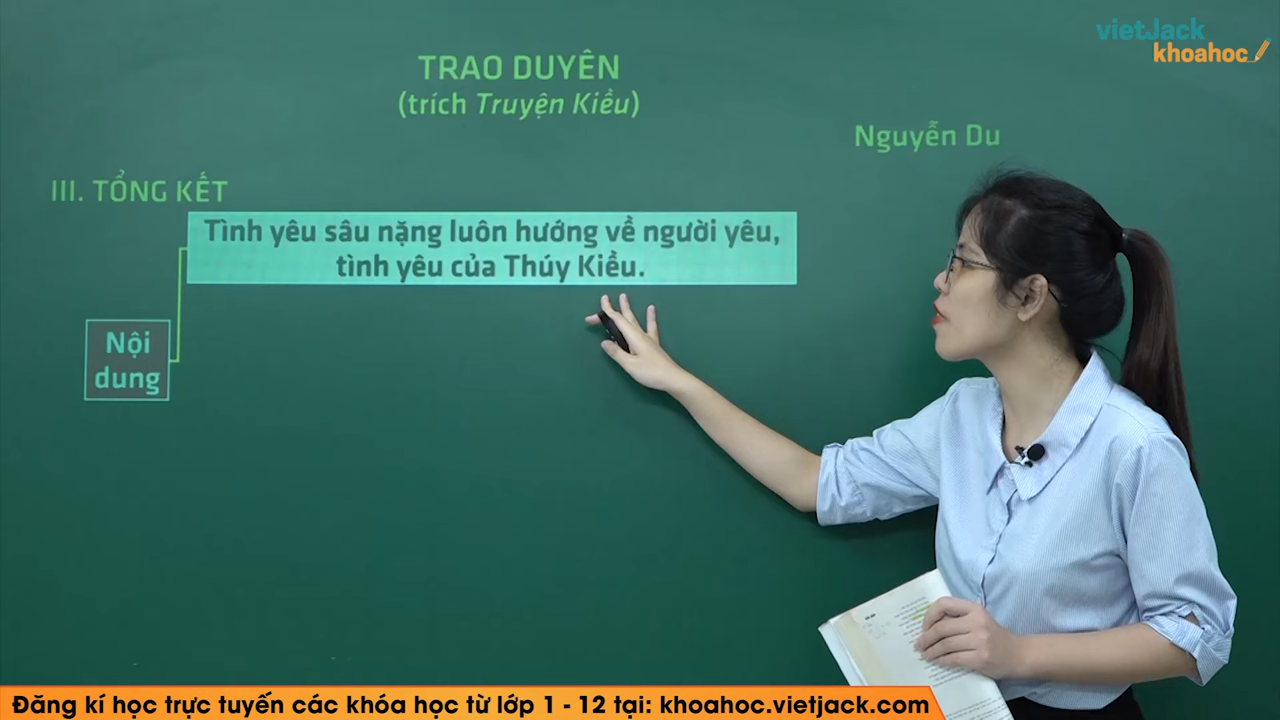 vietJack
khoahoc
TRAO DUYÊN
(trích Truyện Kiều)
Nguyễn Du
III. TỔNG KẾT
Tình yêu sâu nặng luôn hướng về người yêu,
tình yêu của Thúy Kiều.
Nội
dung
Đăng kí học trực tuyến các khóa học từ lớp 1 - 12 tại: khoahoc.vietjack.com